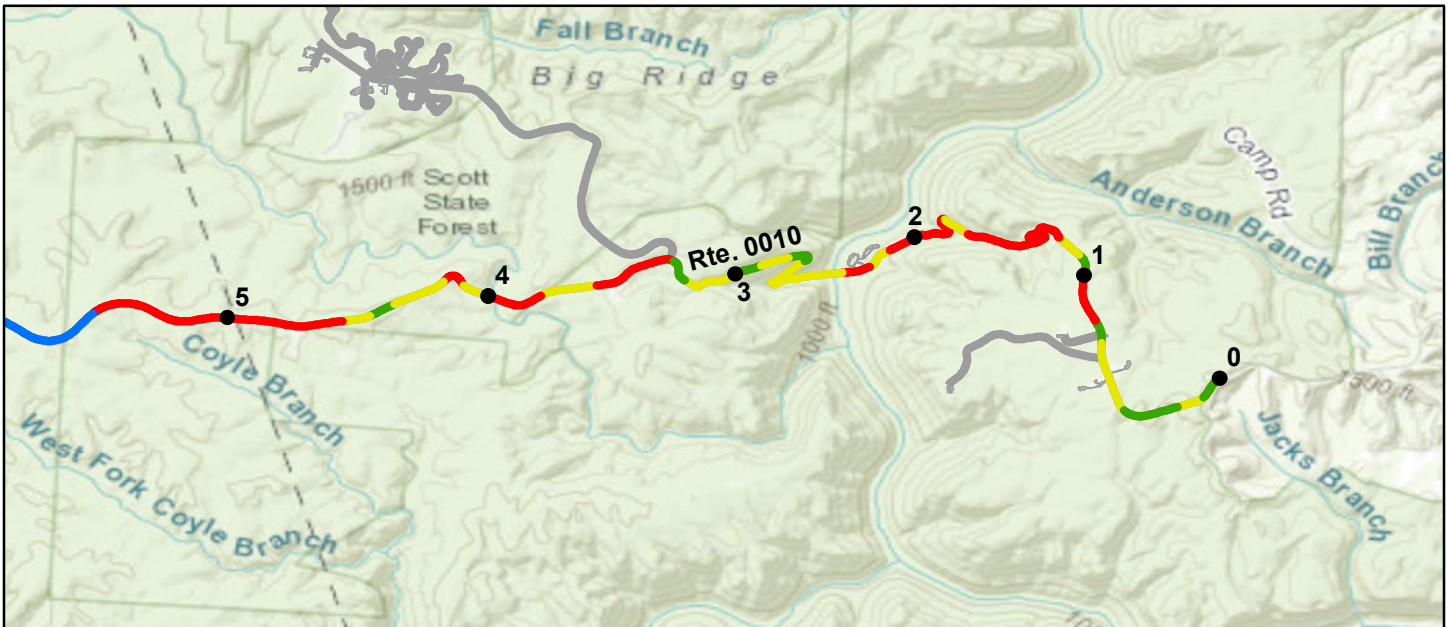 Fall Branch
Big Ridge
1500 ft
Scott
State
Forest
Camp Rd
Anderson Branch
Bill Branch
Rte. 0010
2
1
3
4
5
0
1000 ft
1500 ft
Coyle Branch
West Fork Coyle Branch
Jacks Branch